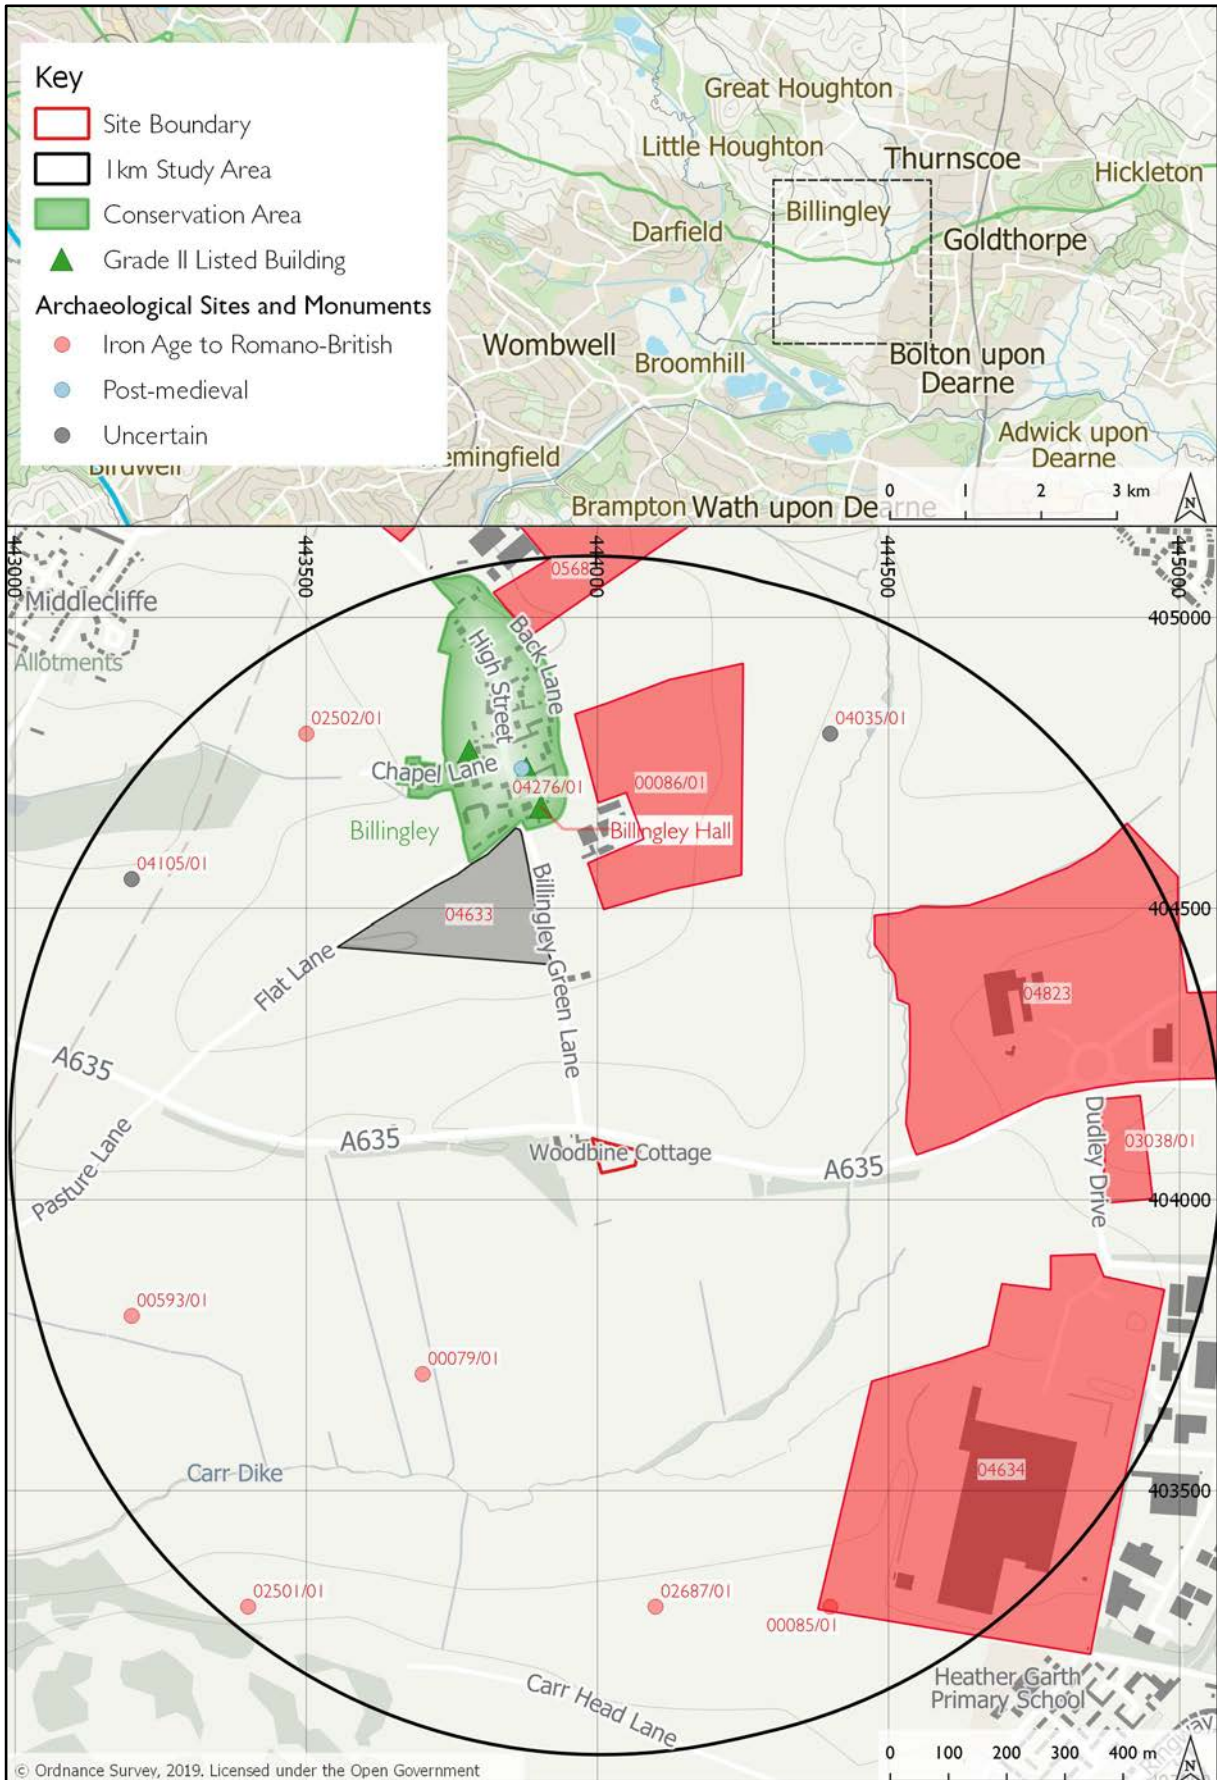 Key
Site Boundary
1km Study Area
Conservation Area
Grade II Listed Building
Archaeological Sites and Monuments
Iron Age to Romano-British
Post-medieval
Uncertain
Great Houghton
Little Houghton
Thurnscoe
Hickleton
Billingley
Darfield
Goldthorpe
Wombwell
Broomhill
Bolton upon
Dearne
Adwick upon
Dearne
Birdwell
emingfield
Brampton
Wath upon Dearne
0 1 2 3 km
N
443000
443500
444000
444500
445000
0568
Middlecliffe
Allotments
405000
Back Lane
High Street
02502/01
04035/01
Chapel Lane
04276/01
00086/01
Billingley
Billingley Hall
04105/01
04633
Billingley Green Lane
404500
Flat Lane
04823
A635
A635
Woodbine Cottage
A635
Dudley Drive
03038/01
Pasture Lane
404000
00593/01
00079/01
Carr Dike
04634
403500
02501/01
02687/01
00085/01
Heather Garth
Primary School
Carr Head Lane
0 100 200 300 400 m
N
© Ordnance Survey, 2019. Licensed under the Open Government